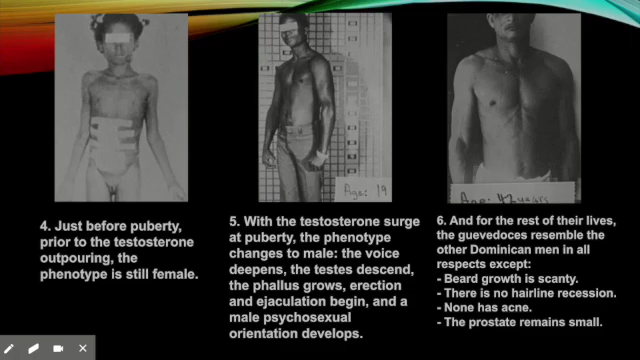 Age: 19
Age: 42 years
4. Just before puberty,
prior to the testosterone
outpouring, the
phenotype is still female.
5. With the testosterone surge
at puberty, the phenotype
changes to male: the voice
deepens, the testes descend,
the phallus grows, erection
and ejaculation begin, and a
male psychosexual
orientation develops.
6. And for the rest of their lives,
the guevedoces resemble the
other Dominican men in all
respects except:
- Beard growth is scanty.
- There is no hairline recession.
- None has acne.
- The prostate remains small.